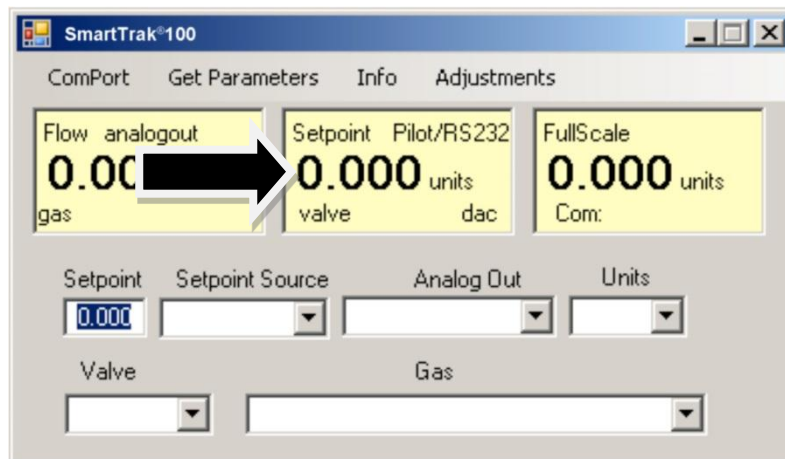 SmartTrak®100
ComPort Get Parameters Info Adjustments
Flow analogout
0.00
gas
Setpoint Pilot/RS232
0.000 units
valve dac
FullScale
0.000 units
Com:
Setpoint Setpoint Source Analog Out Units
0.000
Valve Gas